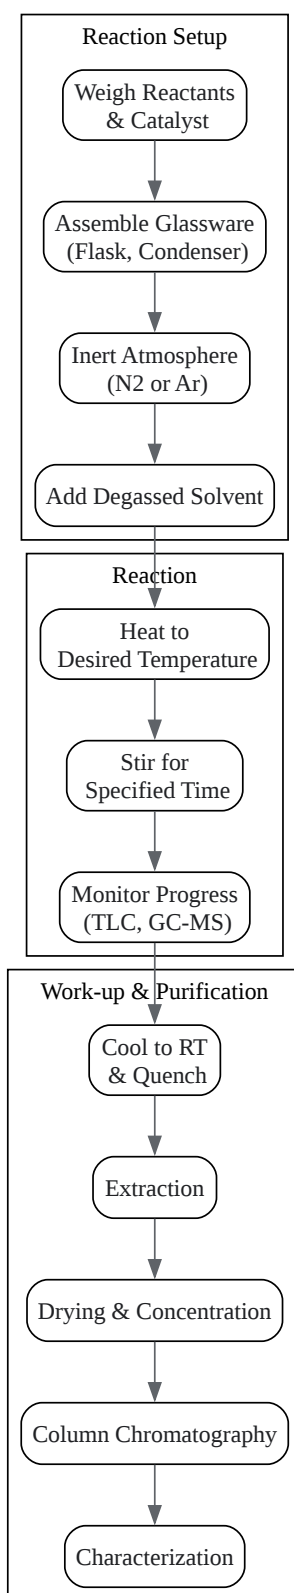 Reaction Setup
Weigh Reactants
& Catalyst
Assemble Glassware
(Flask, Condenser)
Inert Atmosphere
(N2 or Ar)
Add Degassed Solvent
Reaction
Heat to
Desired Temperature
Stir for
Specified Time
Monitor Progress
(TLC, GC-MS)
Work-up & Purification
Cool to RT
& Quench
Extraction
Drying & Concentration
Column Chromatography
Characterization